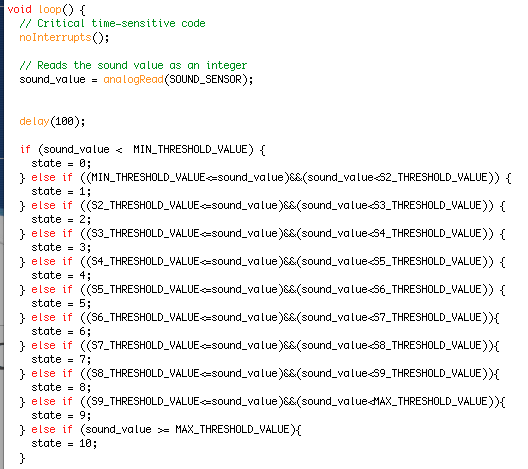 void loop() {
// Critical time-sensitive code
noInterrupts();
// Reads the sound value as an integer
sound_value = analogRead(SOUND_SENSOR);
delay(100);
if (sound_value <  MIN_THRESHOLD_VALUE) {
state = 0;
} else if ((MIN_THRESHOLD_VALUE<=sound_value)&&(sound_value<S2_THRESHOLD_VALUE)) {
state = 1;
} else if ((S2_THRESHOLD_VALUE<=sound_value)&&(sound_value<S3_THRESHOLD_VALUE)) {
state = 2;
} else if ((S3_THRESHOLD_VALUE<=sound_value)&&(sound_value<S4_THRESHOLD_VALUE)) {
state = 3;
} else if ((S4_THRESHOLD_VALUE<=sound_value)&&(sound_value<S5_THRESHOLD_VALUE)) {
state = 4;
} else if ((S5_THRESHOLD_VALUE<=sound_value)&&(sound_value<S6_THRESHOLD_VALUE)) {
state = 5;
} else if ((S6_THRESHOLD_VALUE<=sound_value)&&(sound_value<S7_THRESHOLD_VALUE)){
state = 6;
} else if ((S7_THRESHOLD_VALUE<=sound_value)&&(sound_value<S8_THRESHOLD_VALUE)){
state = 7;
} else if ((S8_THRESHOLD_VALUE<=sound_value)&&(sound_value<S9_THRESHOLD_VALUE)){
state = 8;
} else if ((S9_THRESHOLD_VALUE<=sound_value)&&(sound_value<MAX_THRESHOLD_VALUE)){
state = 9;
} else if (sound_value >= MAX_THRESHOLD_VALUE){
state = 10;
}